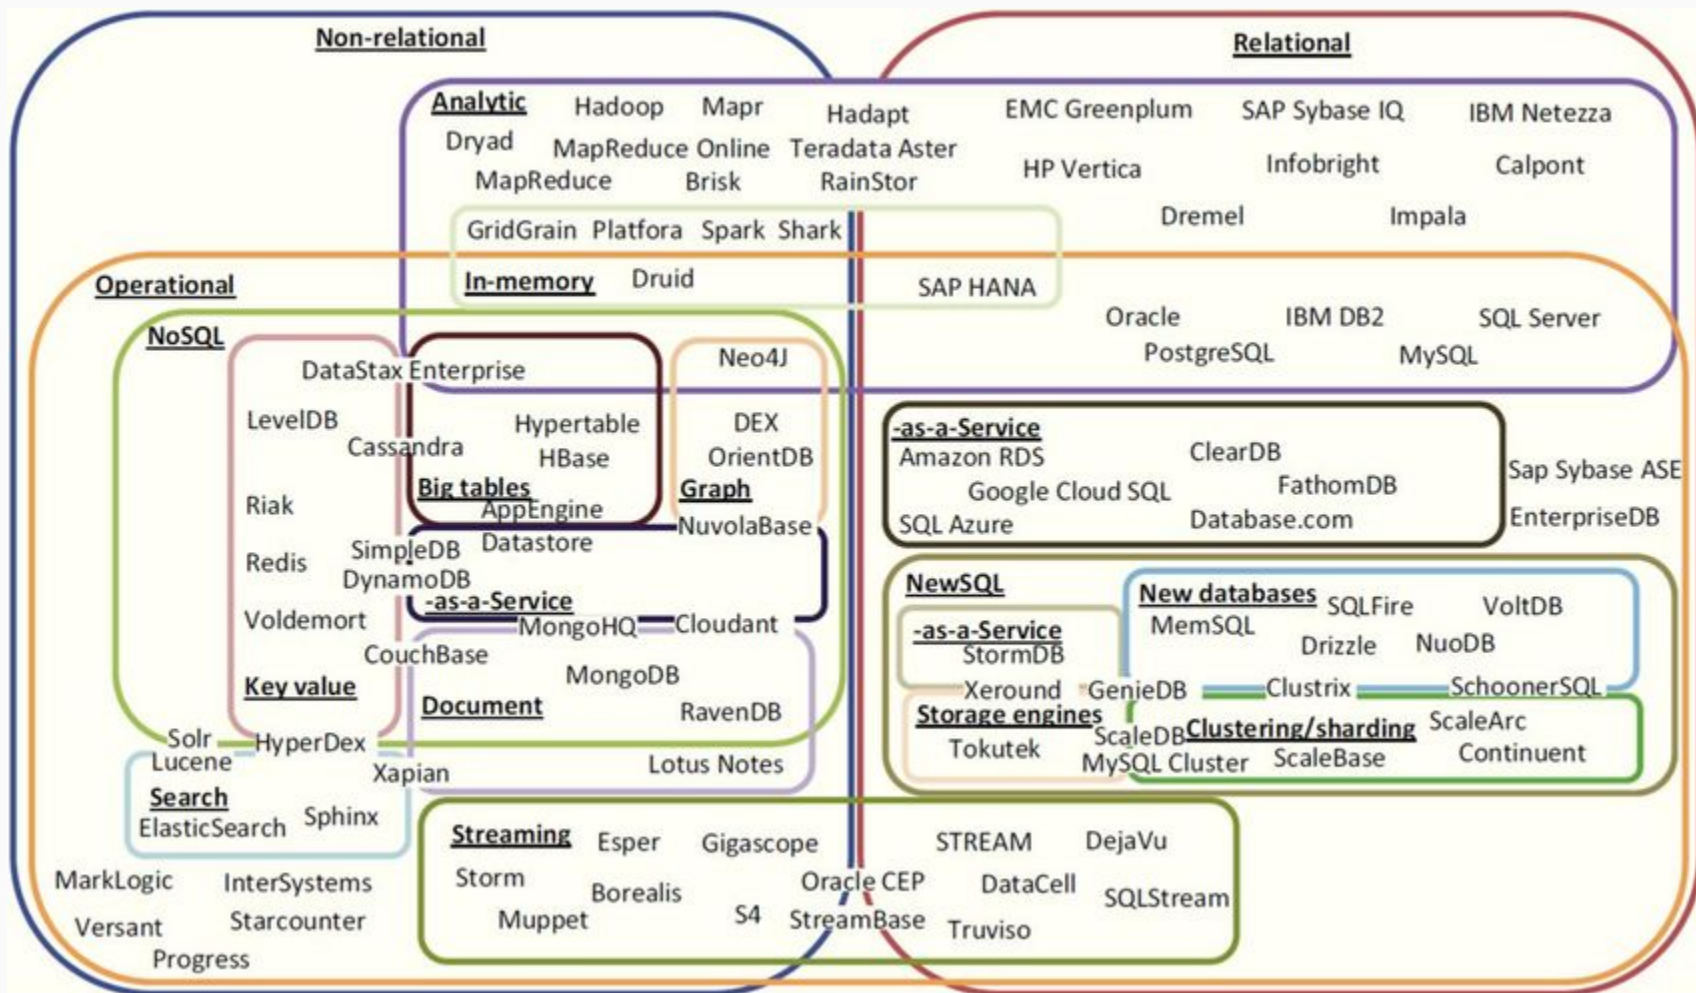 Non-relational
Relational
Analytic
Hadoop
Mapr
Hadapt
EMC Greenplum
SAP Sybase IQ
IBM Netezza
Dryad
MapReduce Online
Teradata Aster
HP Vertica
Infobright
Calpont
MapReduce
Brisk
RainStor
Dremel
Impala
GridGrain
Platfora
Spark
Shark
In-memory
Druid
SAP HANA
Operational
Oracle
IBM DB2
SQL Server
PostgreSQL
MySQL
NoSQL
DataStax Enterprise
Neo4J
LevelDB
Cassandra
Hypertable
HBase
DEX
OrientDB
Riak
Big tables
Graph
AppEngine
Datastore
NuvolaBase
Redis
SimpleDB
DynamoDB
-as-a-Service
Voldemort
MongoHQ
Cloudant
CouchBase
MongoDB
Key value
Document
RavenDB
-as-a-Service
Amazon RDS
ClearDB
Google Cloud SQL
FathomDB
SQL Azure
Database.com
Sap Sybase ASE
EnterpriseDB
NewSQL
New databases
SQLFire
VoltDB
-as-a-Service
MemSQL
StormDB
Drizzle
NuoDB
Xeround
GenieDB
Clustrix
SchoonerSQL
Storage engines
ScaleDB
Clustering/sharding
ScaleArc
Tokutek
MySQL Cluster
ScaleBase
Continuent
Solr
HyperDex
Lucene
Xapian
Lotus Notes
Search
ElasticSearch
Sphinx
Streaming
Esper
Gigascope
STREAM
DejaVu
Storm
Borealis
Oracle CEP
DataCell
SQLStream
Muppet
S4
StreamBase
Truviso
MarkLogic
InterSystems
Versant
Starcounter
Progress